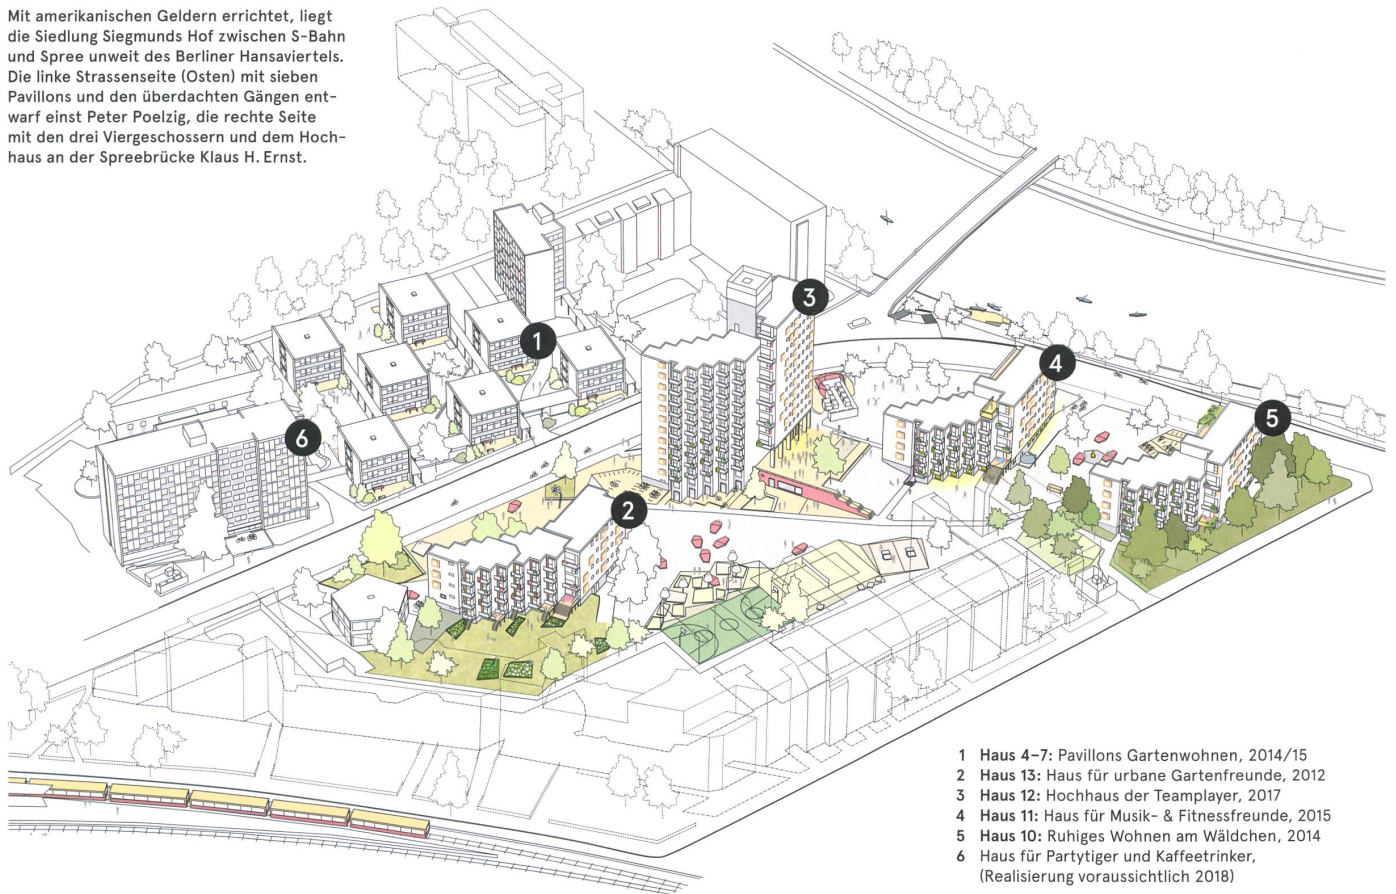 Mit amerikanischen Geldern errichtet, liegt
die Siedlung Siegmunds Hof zwischen S-Bahn
und Spree unweit des Berliner Hansaviertels.
Die linke Strassenseite (Osten) mit sieben
Pavillons und den überdachten Gängen ent-
warf einst Peter Poelzig, die rechte Seite
mit den drei Viergeschossern und dem Hoch-
haus an der Spreebrücke Klaus H. Ernst.
3
1
4
5
6
2
1 Haus 4–7: Pavillons Gartenwohnen, 2014/15
2 Haus 13: Haus für urbane Gartenfreunde, 2012
3 Haus 12: Hochhaus der Teamplayer, 2017
4 Haus 11: Haus für Musik- & Fitnessfreunde, 2015
5 Haus 10: Ruhiges Wohnen am Wäldchen, 2014
6 Haus für Partytiger und Kaffeetrinker,
(Realisierung voraussichtlich 2018)